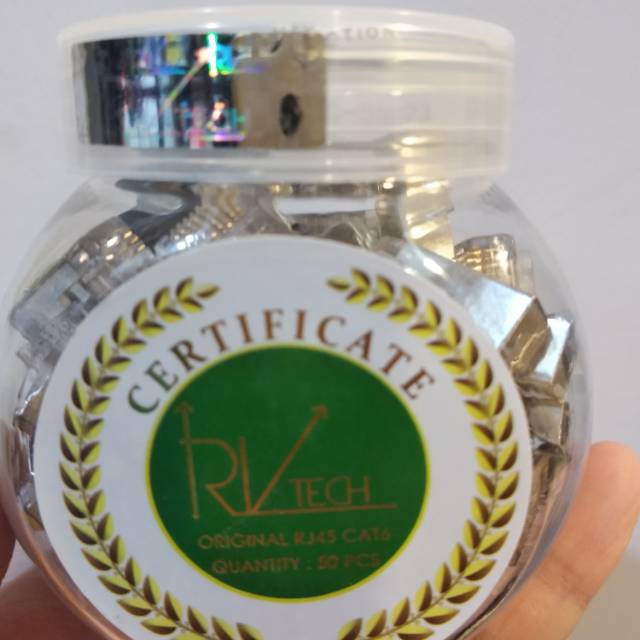 CERTIFICATE
RV TECH
ORIGINAL RJ45 CAT6
QUANTITY : 50 PCS